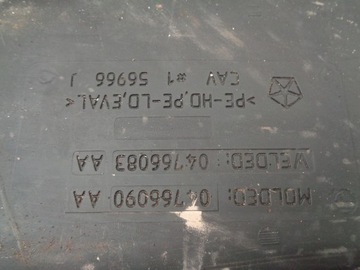 MOLDED: 04766090 AA
WELDED: 04766083 AA
>PE-HD,PE-LD,EVAL<
CAV #1 56966 J